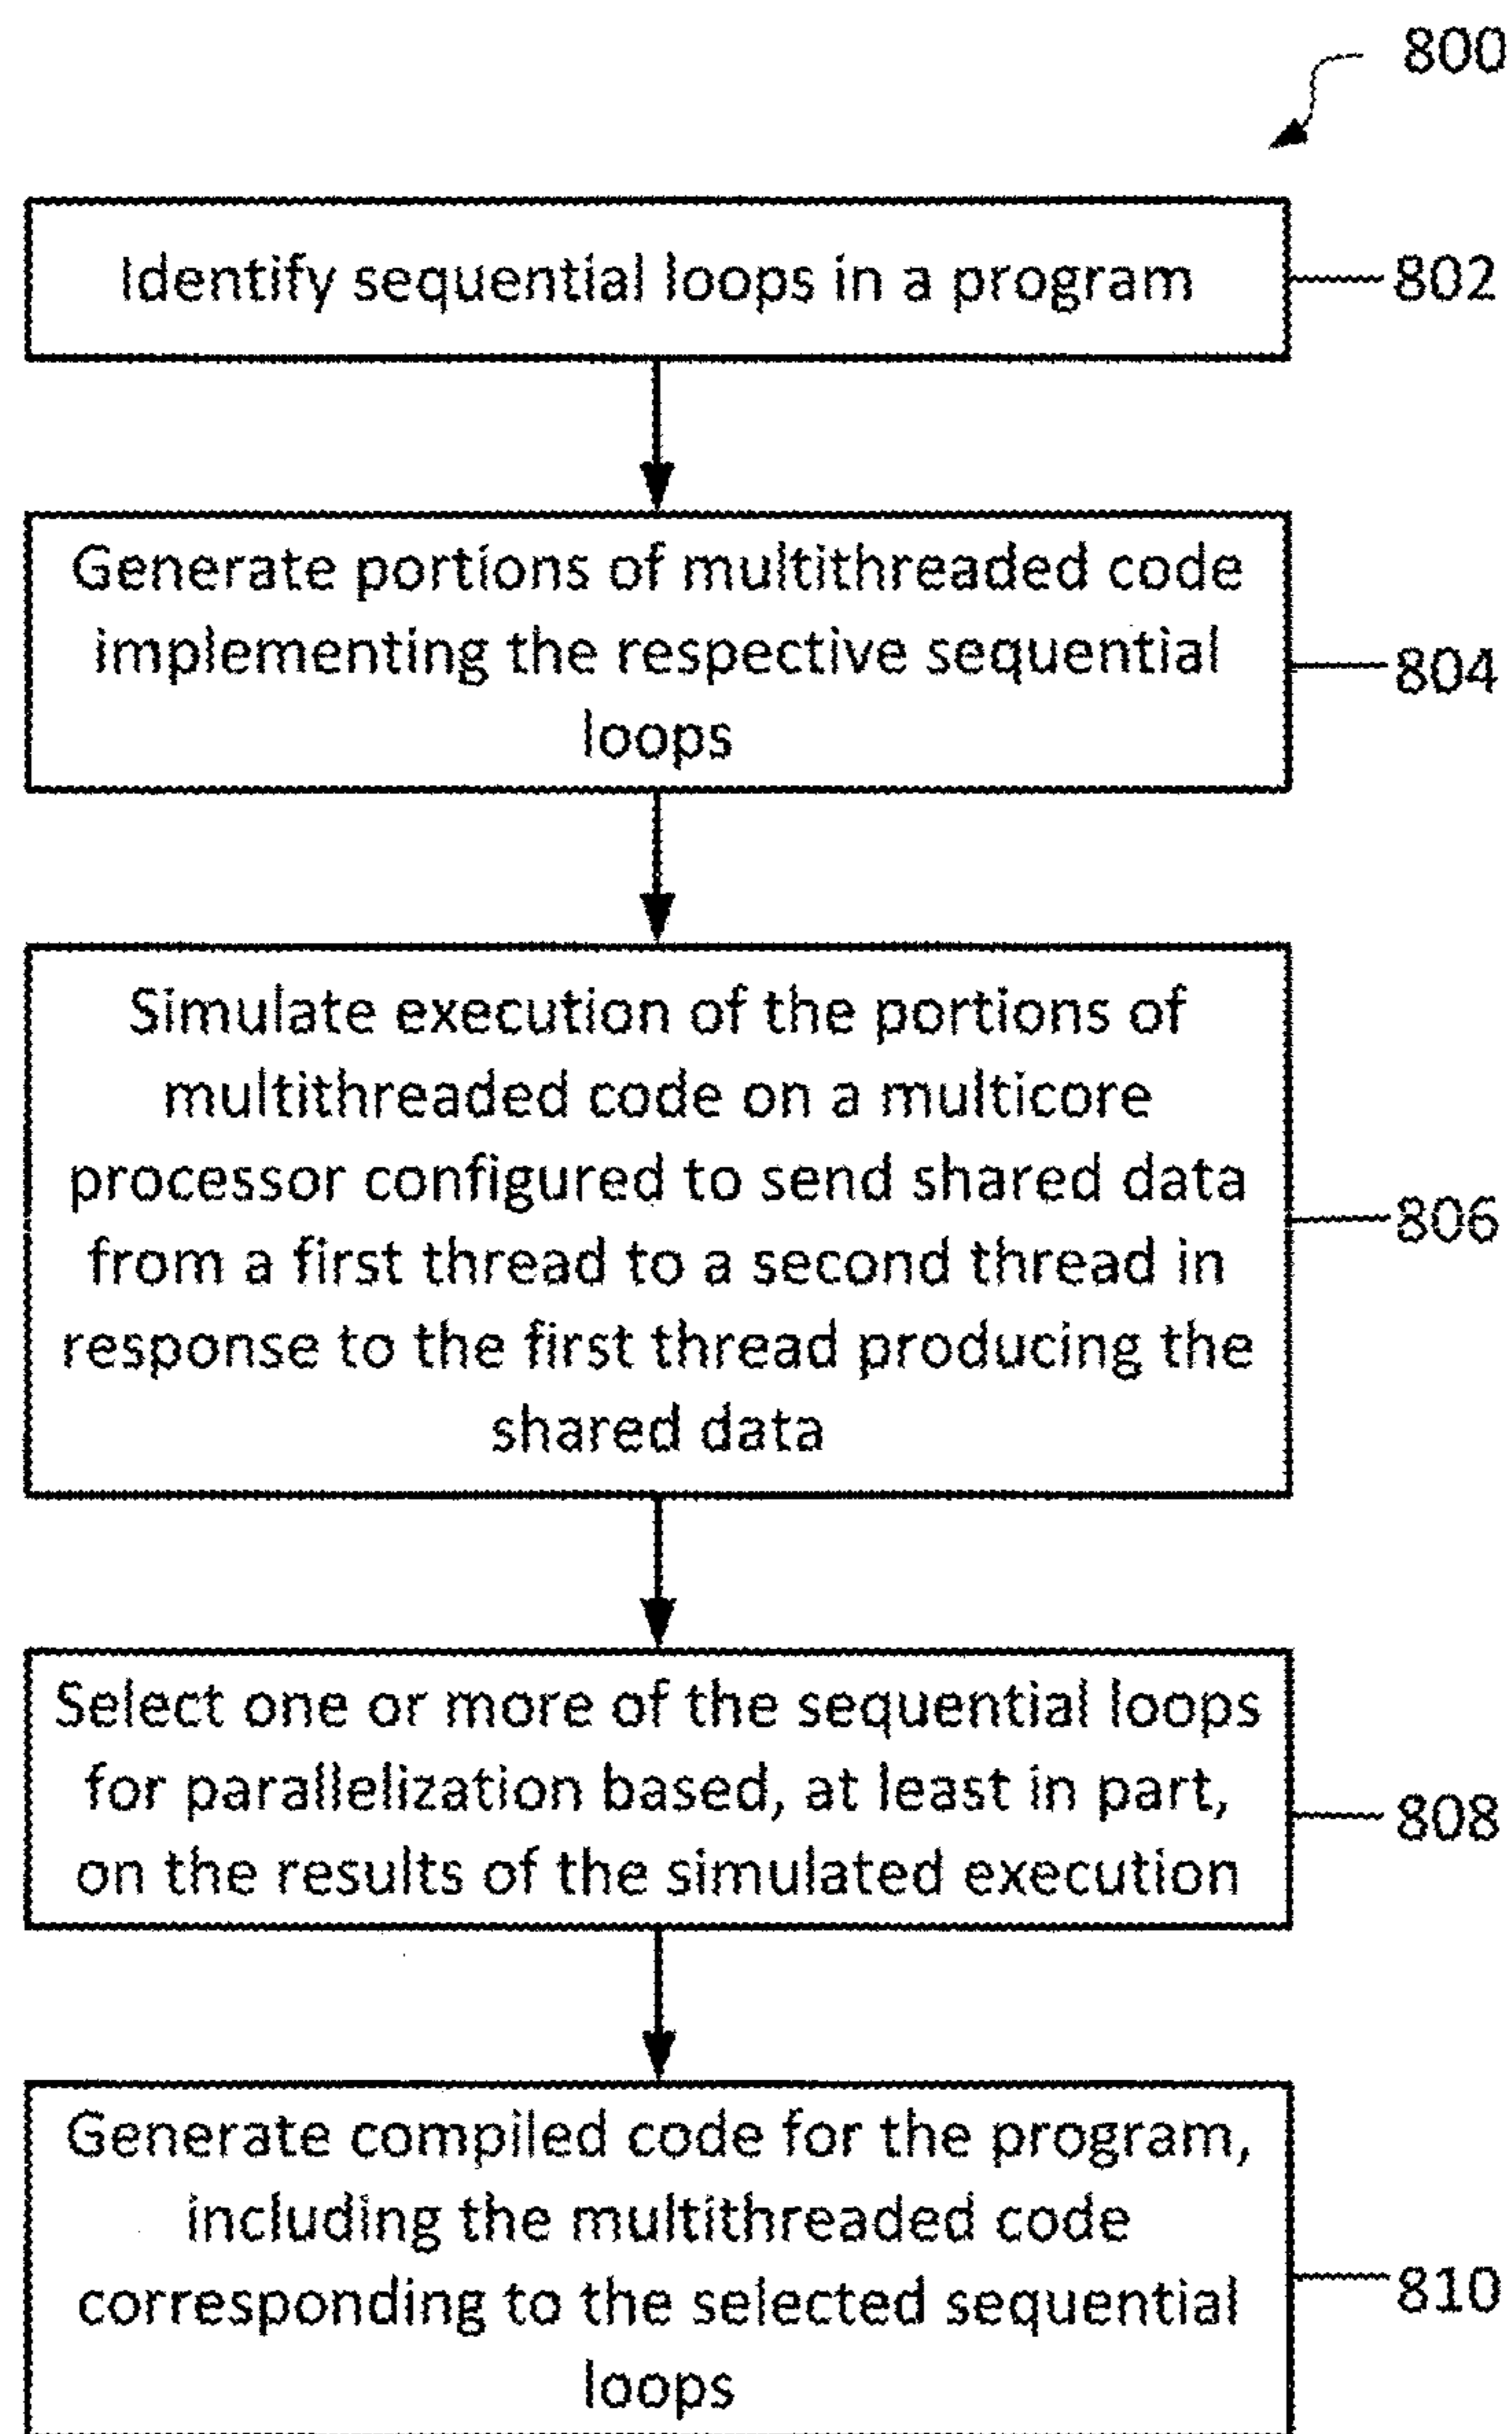 800
Identify sequential loops in a program
802
Generate portions of multithreaded code
implementing the respective sequential
loops
804
Simulate execution of the portions of
multithreaded code on a multicore
processor configured to send shared data
from a first thread to a second thread in
response to the first thread producing the
shared data
806
Select one or more of the sequential loops
for parallelization based, at least in part,
on the results of the simulated execution
808
Generate compiled code for the program,
including the multithreaded code
corresponding to the selected sequential
loops
810